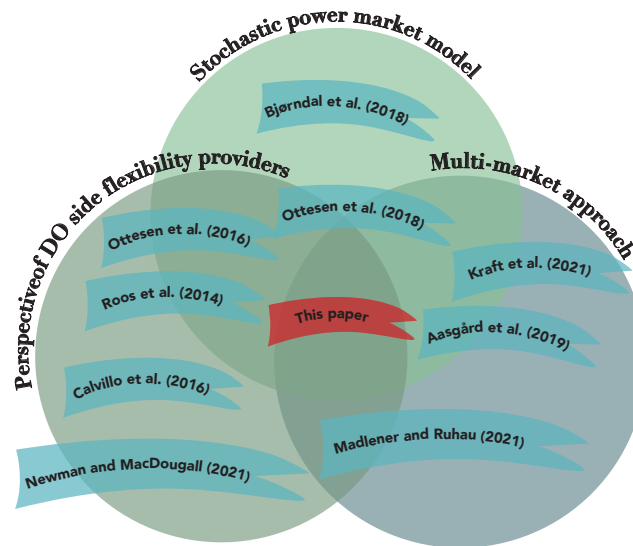 Stochastic power market model
Bjørndal et al. (2018)
Perspectiveof DO side flexibility providers
Multi-market approach
Ottesen et al. (2018)
Ottesen et al. (2016)
Kraft et al. (2021)
Roos et al. (2014)
This paper
Aasgård et al. (2019)
Calvillo et al. (2016)
Madlener and Ruhau (2021)
Newman and MacDougall (2021)